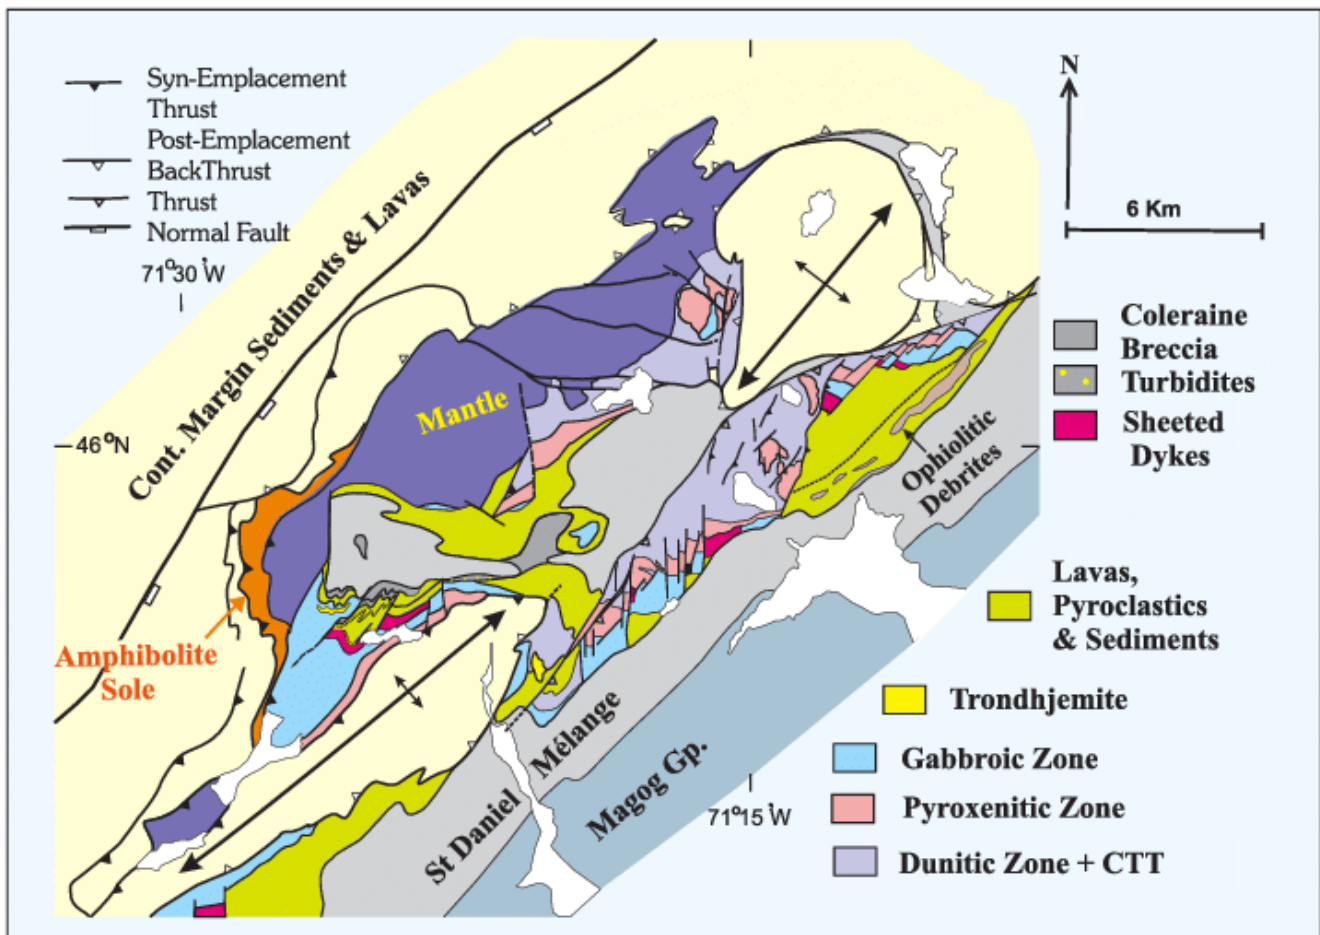 Syn-Emplacement
Thrust
Post-Emplacement
BackThrust
Thrust
Normal Fault
71°30'W
Cont. Margin Sediments & Lavas
N
6 Km
Coleraine
Breccia
Turbidites
Sheeted
Dykes
Mantle
46°N
Ophiolitic
Debrites
Lavas,
Pyroclastics
& Sediments
Amphibolite
Sole
Trondhjemite
Gabbroic Zone
Pyroxenitic Zone
Dunitic Zone + CTT
St Daniel Mélange
Magog Gp.
71°15'W